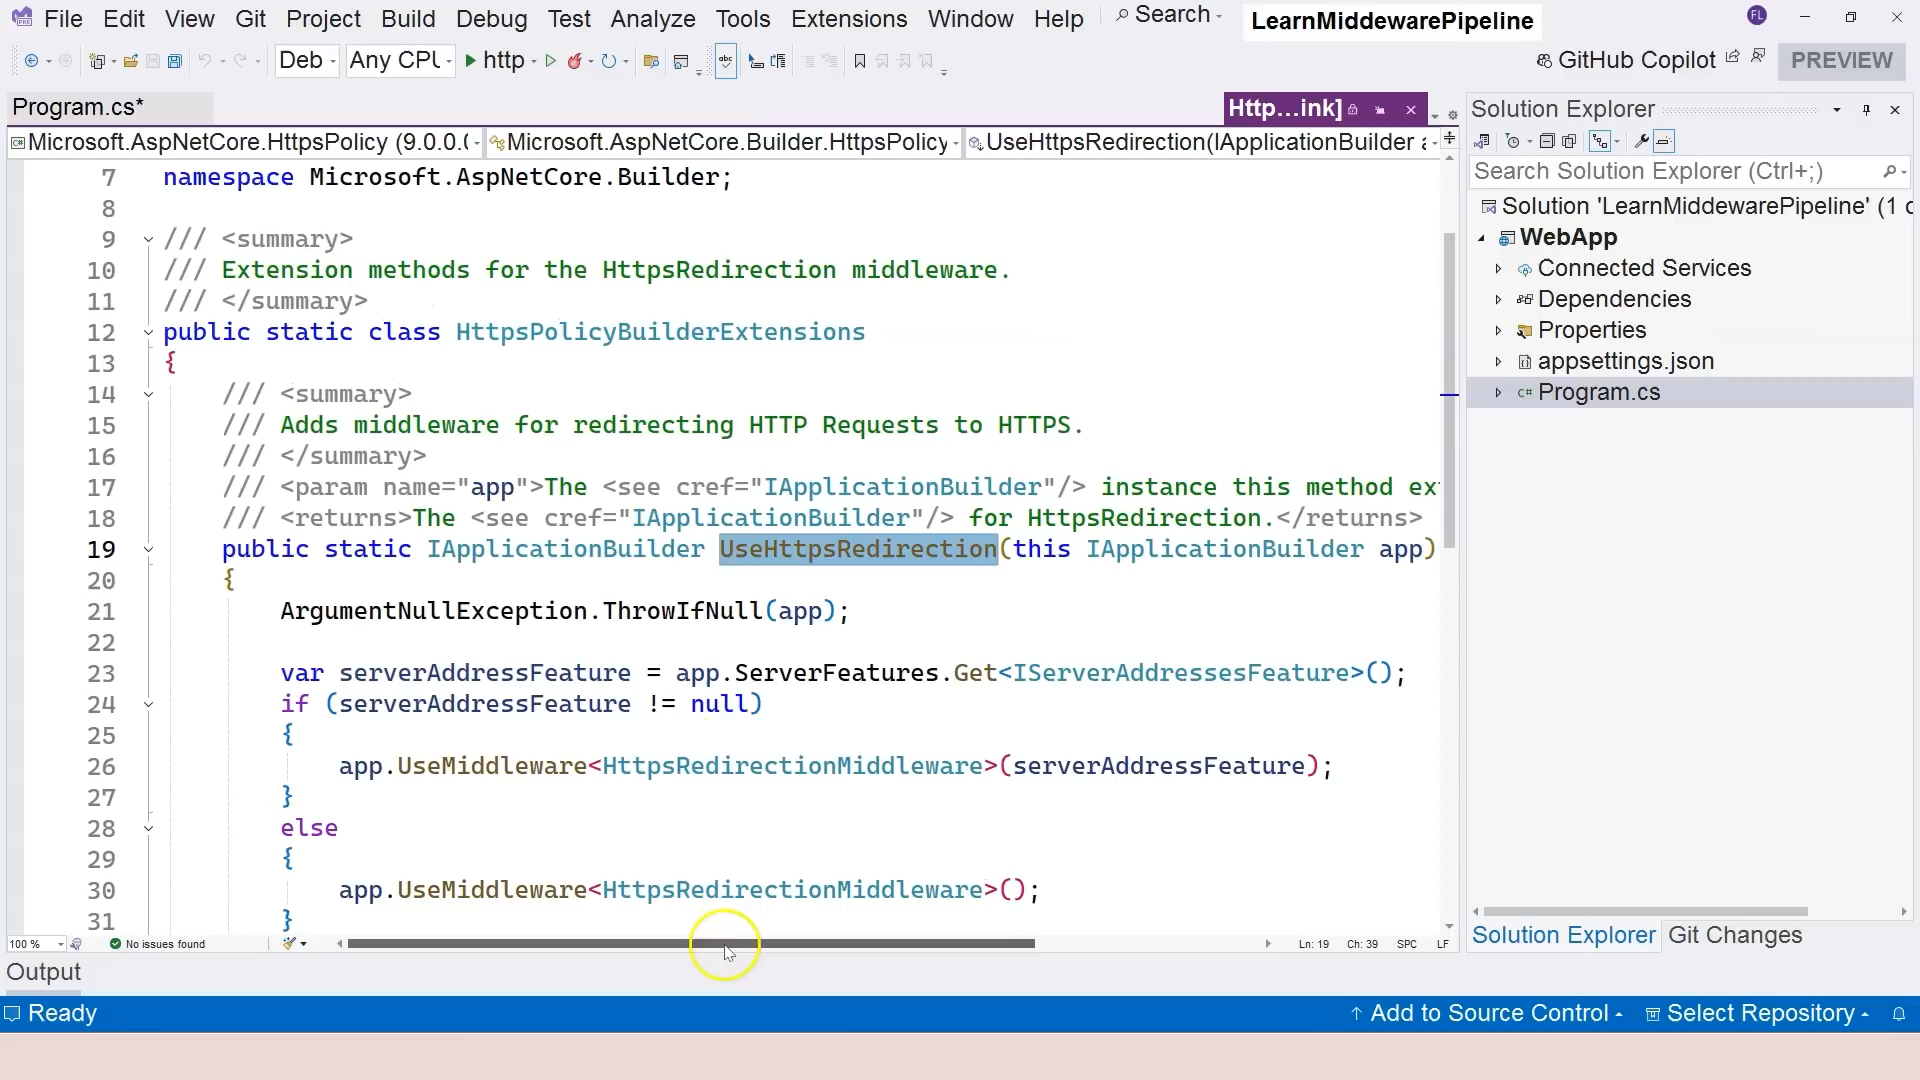 File Edit View Git Project Build Debug Test Analyze Tools Extensions Window Help Search LearnMiddewarePipeline FL
Deb Any CPU http GitHub Copilot PREVIEW
Program.cs* Http...ink] Solution Explorer
Microsoft.AspNetCore.HttpsPolicy (9.0.0.( Microsoft.AspNetCore.Builder.HttpsPolicy UseHttpsRedirection(IApplicationBuilder a
Search Solution Explorer (Ctrl+;)
Solution 'LearnMiddewarePipeline' (1 o
WebApp
Connected Services
Dependencies
Properties
appsettings.json
C# Program.cs
7 namespace Microsoft.AspNetCore.Builder;
8
9 /// <summary>
10 /// Extension methods for the HttpsRedirection middleware.
11 /// </summary>
12 public static class HttpsPolicyBuilderExtensions
13 {
14 /// <summary>
15 /// Adds middleware for redirecting HTTP Requests to HTTPS.
16 /// </summary>
17 /// <param name="app">The <see cref="IApplicationBuilder"/> instance this method ex
18 /// <returns>The <see cref="IApplicationBuilder"/> for HttpsRedirection.</returns>
19 public static IApplicationBuilder UseHttpsRedirection(this IApplicationBuilder app)
20 {
21 ArgumentNullException.ThrowIfNull(app);
22
23 var serverAddressFeature = app.ServerFeatures.Get<IServerAddressesFeature>();
24 if (serverAddressFeature != null)
25 {
26 app.UseMiddleware<HttpsRedirectionMiddleware>(serverAddressFeature);
27 }
28 else
29 {
30 app.UseMiddleware<HttpsRedirectionMiddleware>();
31 }
100 % No issues found Ln: 19 Ch: 39 SPC LF
Solution Explorer Git Changes
Output
Ready Add to Source Control Select Repository